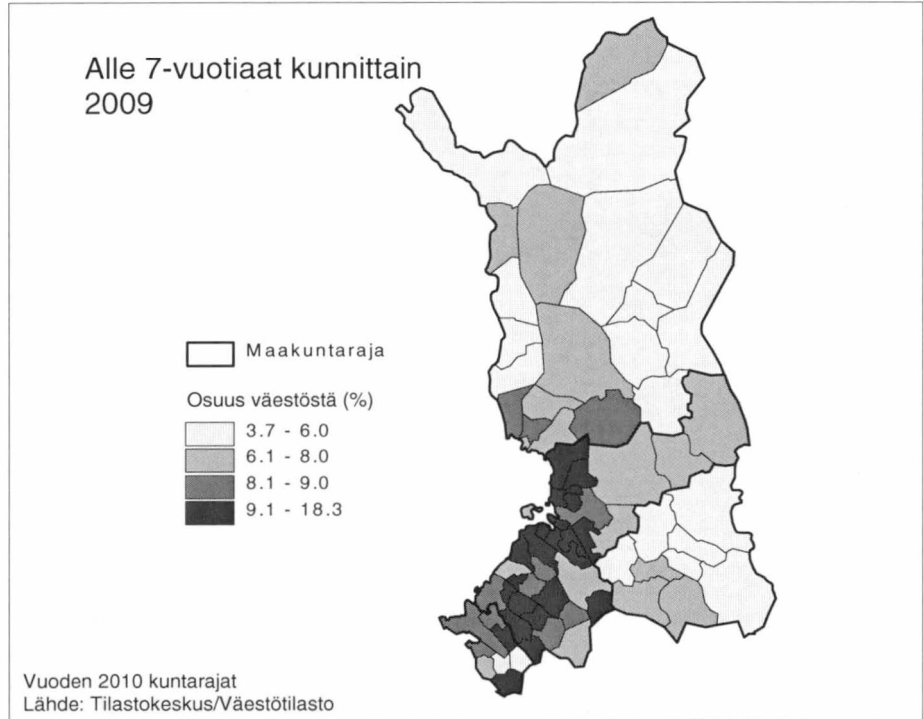 Alle 7-vuotiaat kunnittain
2009
Maakuntaraja
Osuus väestöstä (%)
3.7 - 6.0
6.1 - 8.0
8.1 - 9.0
9.1 - 18.3
Vuoden 2010 kuntarajat
Lähde: Tilastokeskus/Väestötilasto